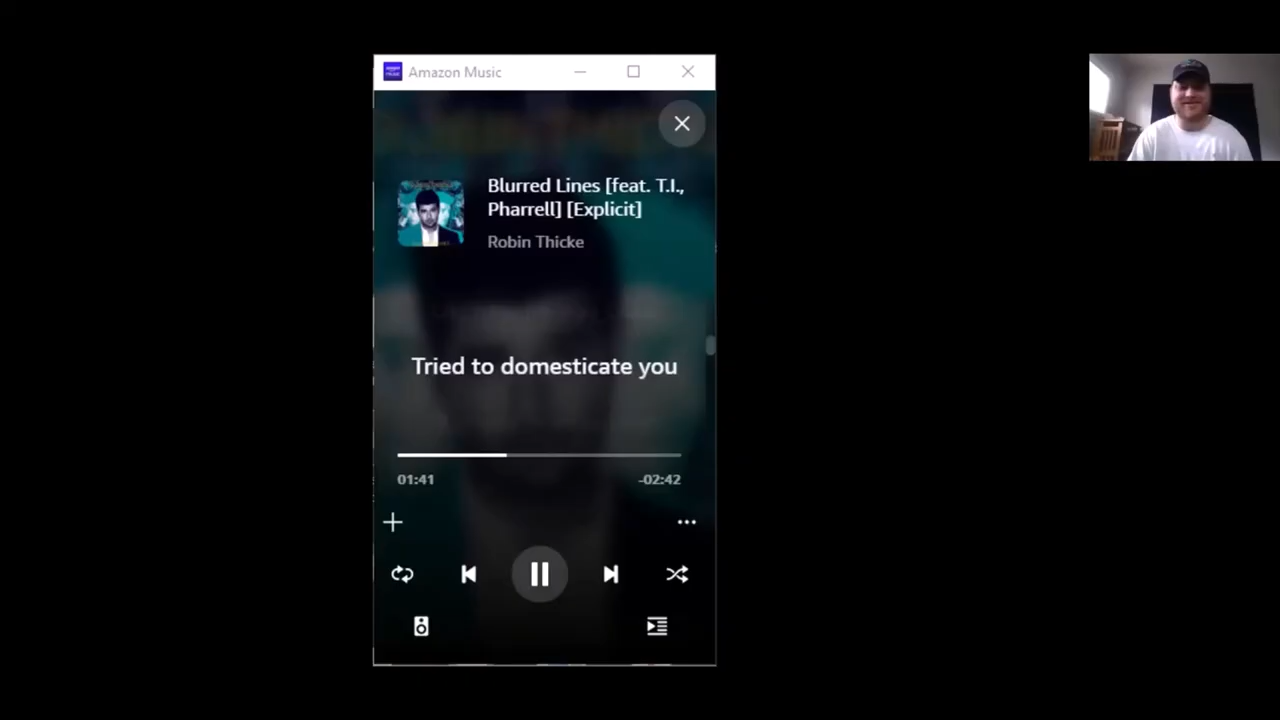 Amazon Music
Blurred Lines [feat. T.I.,
Pharrell] [Explicit]
Robin Thicke
Tried to domesticate you
01:41
-02:42